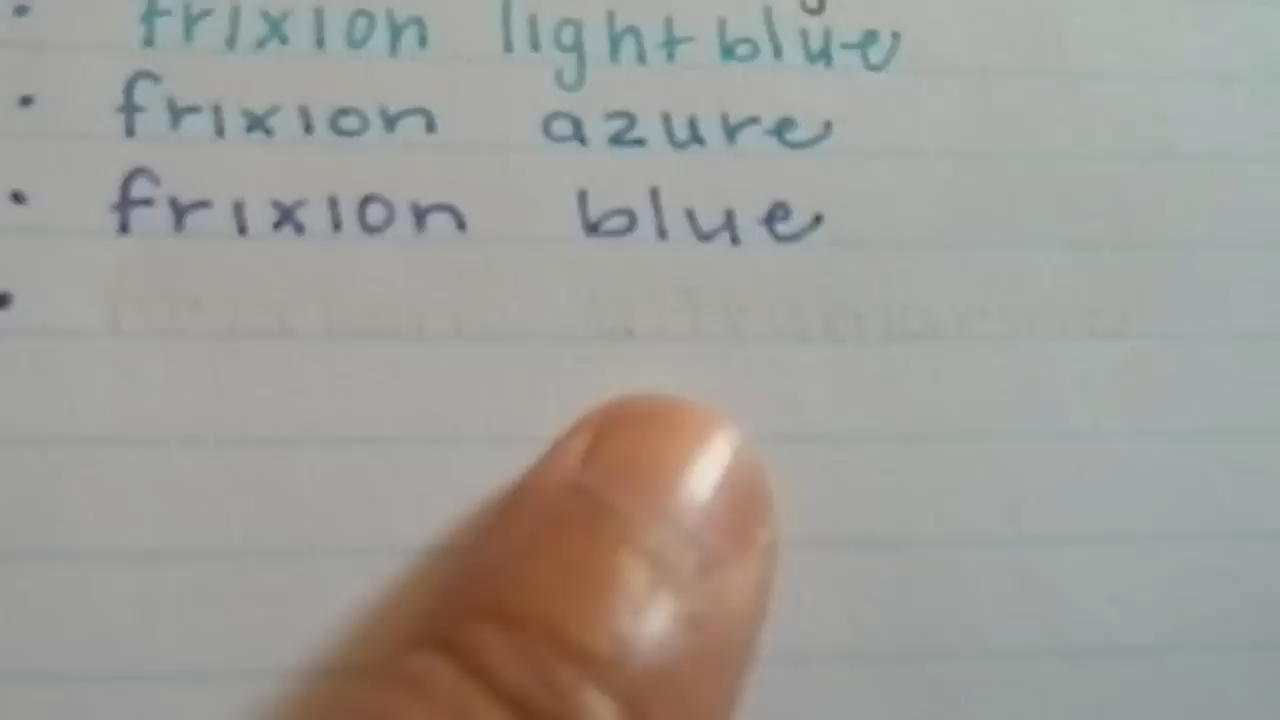 · frixion lightblue
· frixion azure
· frixion blue
·